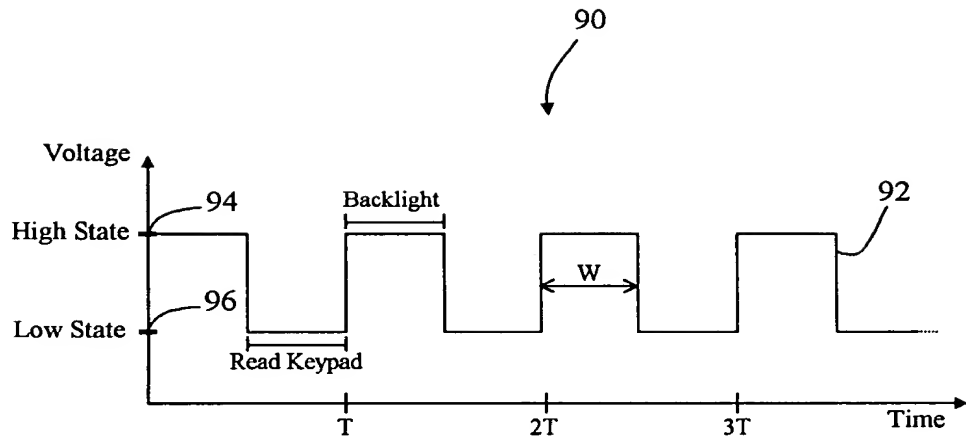 90
Voltage
94
Backlight
92
High State
W
96
Low State
Read Keypad
T
2T
3T
Time